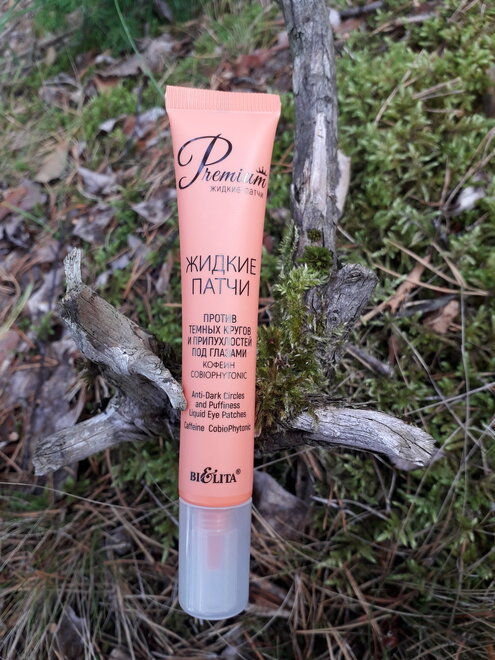 Premium
жидкие патчи
ЖИДКИЕ
ПАТЧИ
ПРОТИВ
ТЕМНЫХ КРУГОВ
И ПРИПУХЛОСТЕЙ
ПОД ГЛАЗАМИ
КОФЕИН
COBIOPHYTONIC
Anti-Dark Circles
and Puffiness
Liquid Eye Patches
Caffeine CobioPhytonic
BIELITA®